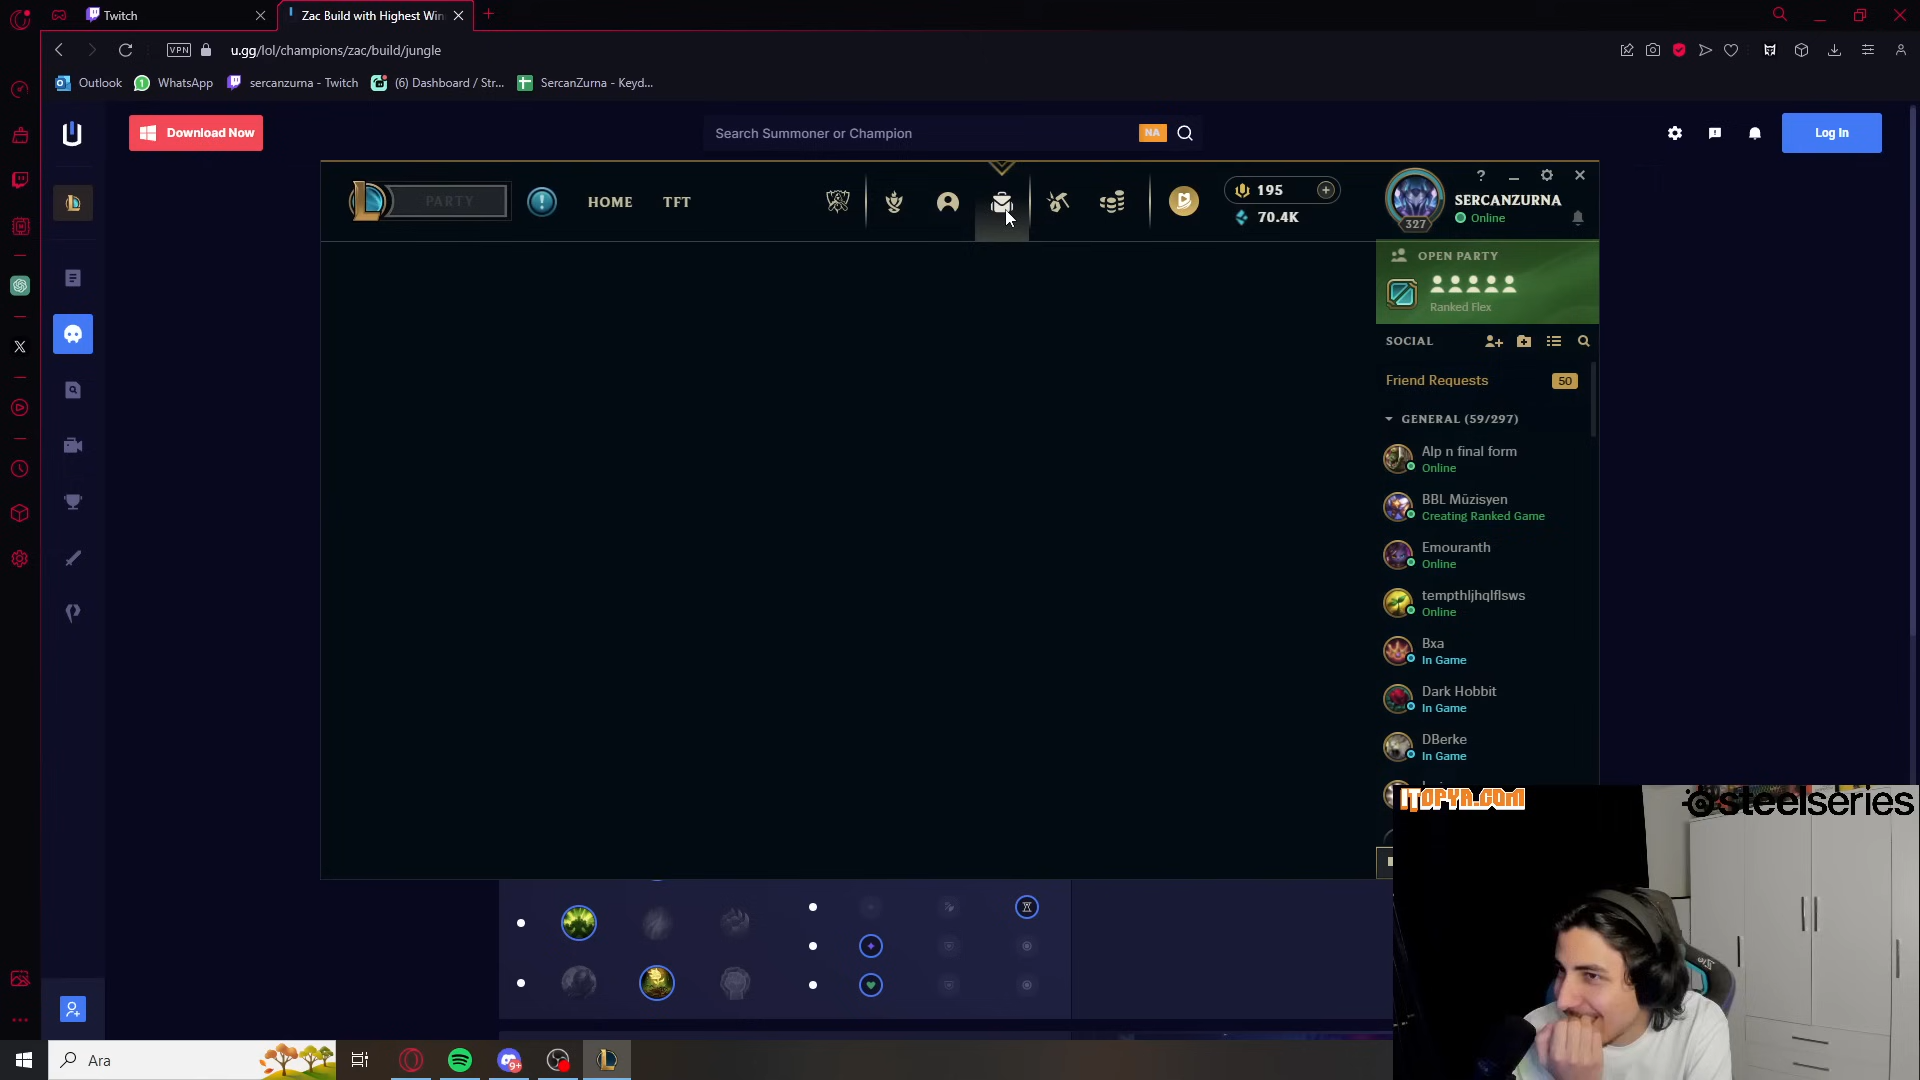 Twitch
Zac Build with Highest Win
VPN
u.gg/lol/champions/zac/build/jungle
Outlook
WhatsApp
sercanzurna - Twitch
(6) Dashboard / Str...
SercanZurna - Keyd...
Download Now
Search Summoner or Champion
NA
Log In
PARTY
HOME
TFT
195
70.4K
327
SERCANZURNA
Online
OPEN PARTY
Ranked Flex
SOCIAL
Friend Requests
50
GENERAL (59/297)
Alp n final form
Online
BBL Müzisyen
Creating Ranked Game
Emouranth
Online
tempthljhqlflsws
Online
Bxa
In Game
Dark Hobbit
In Game
DBerke
In Game
ITOPYA.COM
steelseries
Ara
9+